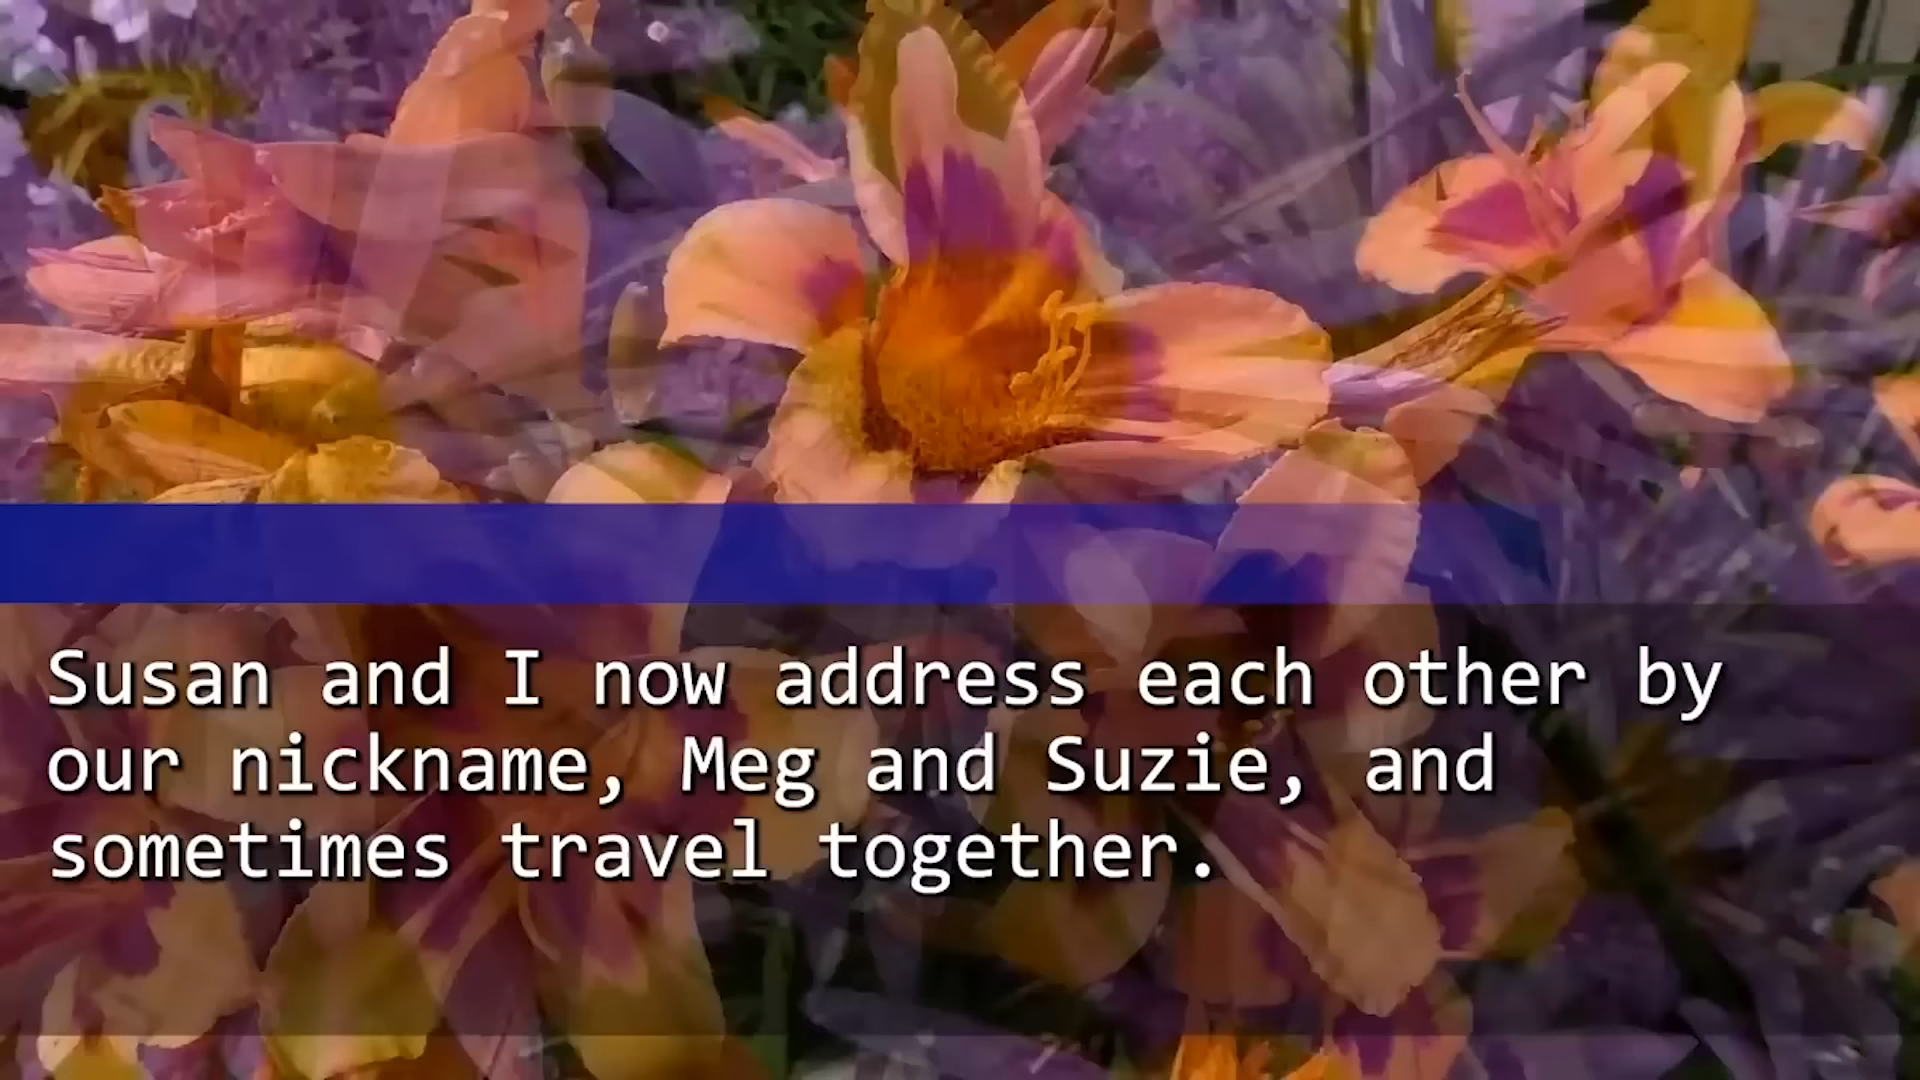 Susan and I now address each other by
our nickname, Meg and Suzie, and
sometimes travel together.